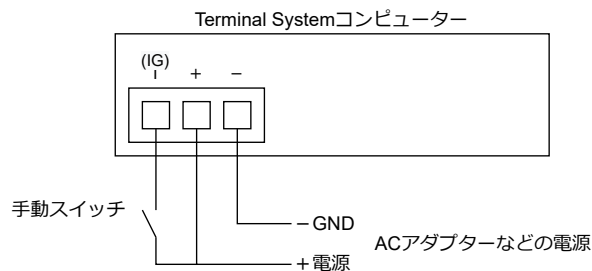 Terminal Systemコンピューター
(IG)
I + −
手動スイッチ
−GND
ACアダプターなどの電源
+電源